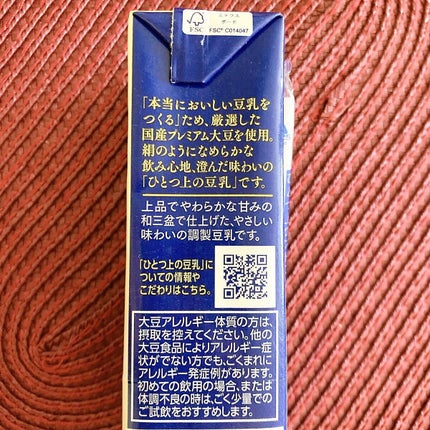 ミックス
ボード
FSC
FSC® C014047
「本当においしい豆乳を
つくる」ため、厳選した
国産プレミアム大豆を使用。
絹のようになめらかな
飲み心地、澄んだ味わいの
「ひとつ上の豆乳」です。
上品でやわらかな甘みの
和三盆で仕上げた、やさしい
味わいの調製豆乳です。
「ひとつ上の豆乳」に
ついての情報や
こだわりはこちら。
大豆アレルギー体質の方は、
摂取を控えてください。他の
大豆食品によりアレルギー症
状がでない方でも、ごくまれに
アレルギー発症例があります。
初めての飲用の場合、または
体調不良の時は、ごく少量での
ご試飲をおすすめします。